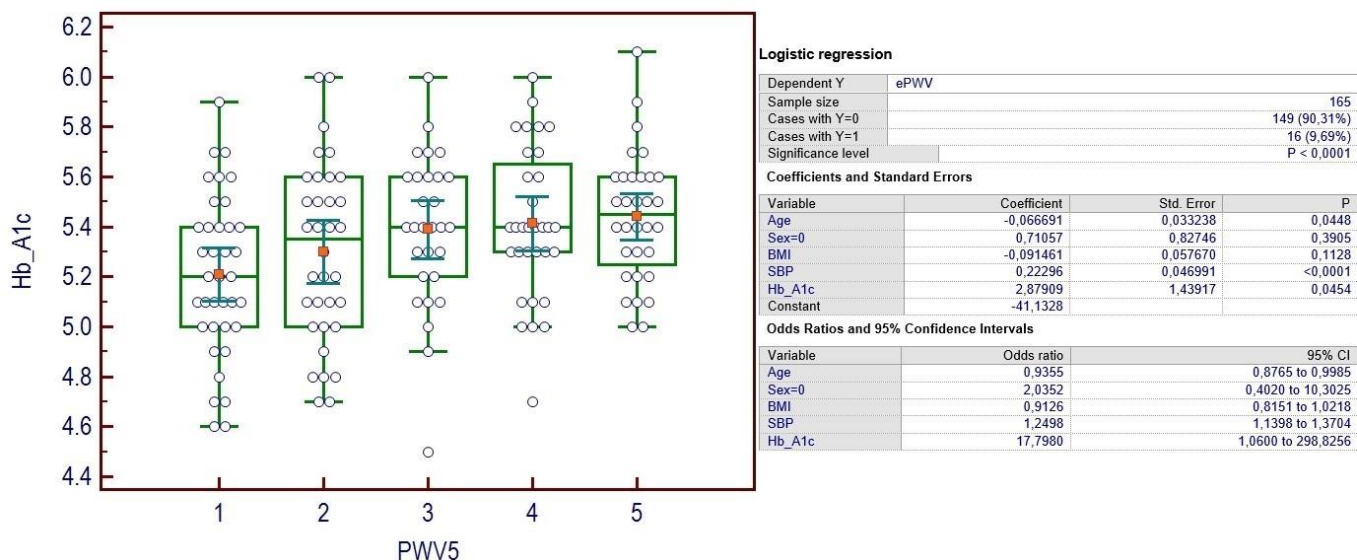 6.2
6.0
5.8
5.6
5.4
5.2
5.0
4.8
4.6
4.4
Hb_A1c
1 2 3 4 5
PWV5
Logistic regression
Dependent Y ePWV
Sample size 165
Cases with Y=0 149 (90,31%)
Cases with Y=1 16 (9,69%)
Significance level P < 0,0001
Coefficients and Standard Errors
Variable Coefficient Std. Error P
Age -0,066691 0,033238 0,0448
Sex=0 0,71057 0,82746 0,3905
BMI -0,091461 0,057670 0,1128
SBP 0,22296 0,046991 <0,0001
Hb_A1c 2,87909 1,43917 0,0454
Constant -41,1328
Odds Ratios and 95% Confidence Intervals
Variable Odds ratio 95% CI
Age 0,9355 0,8765 to 0,9985
Sex=0 2,0352 0,4020 to 10,3025
BMI 0,9126 0,8151 to 1,0218
SBP 1,2498 1,1398 to 1,3704
Hb_A1c 17,7980 1,0600 to 298,8256